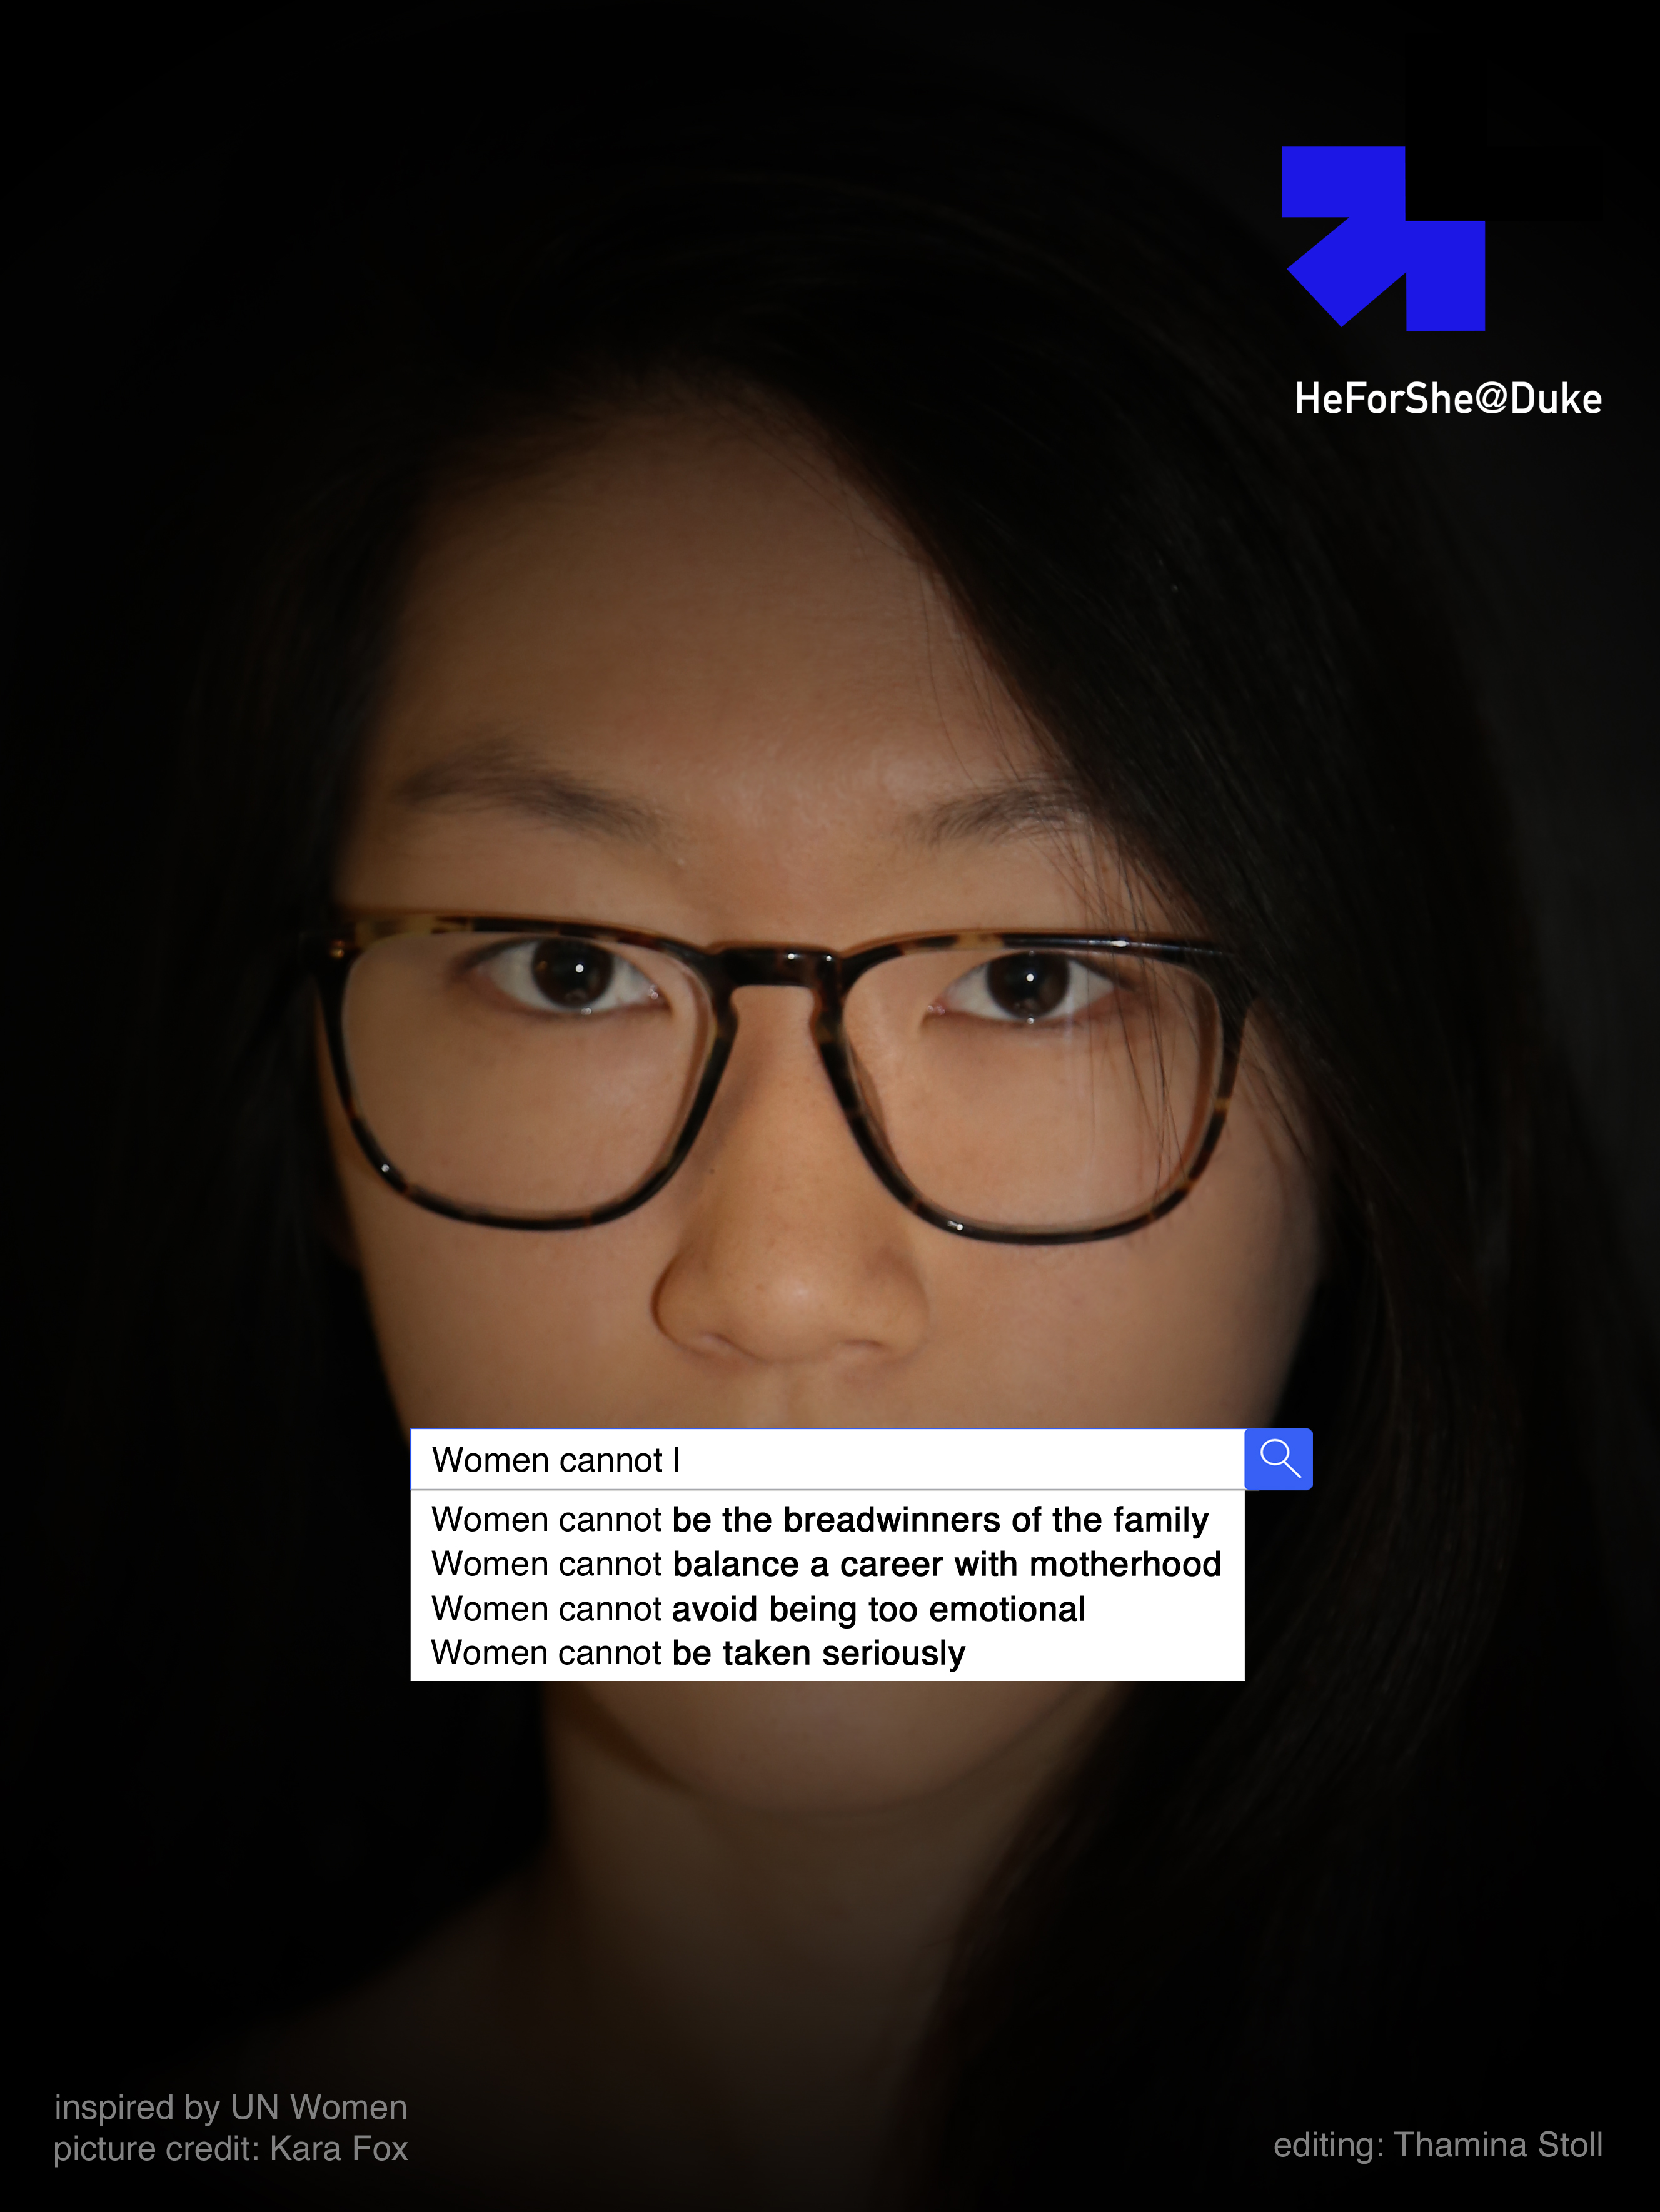 HeForShe@Duke
Women cannot
Women cannot be the breadwinners of the family
Women cannot balance a career with motherhood
Women cannot avoid being too emotional
Women cannot be taken seriously
inspired by UN Women
picture credit: Kara Fox
editing: Thamina Stoll